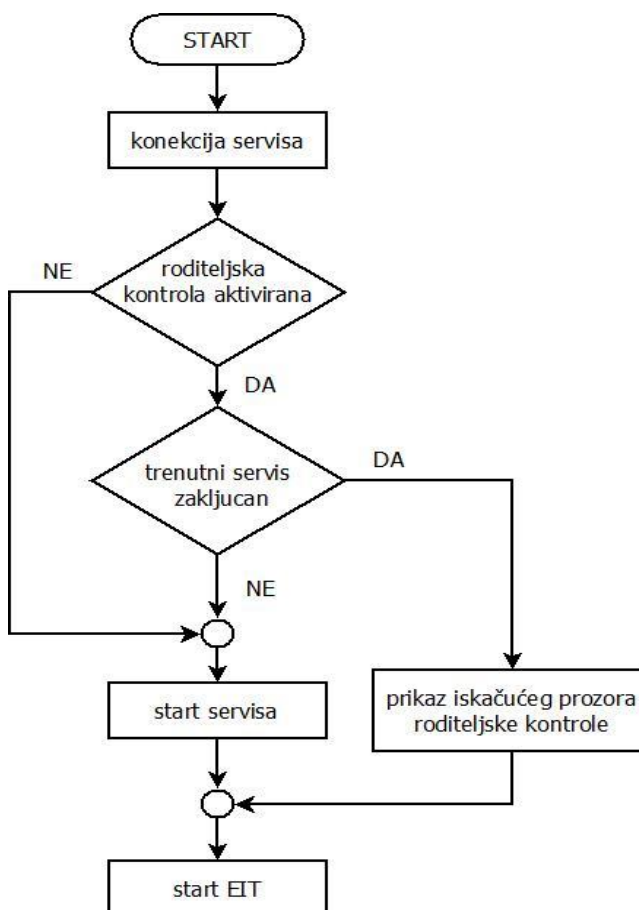 START
konekcija servisa
NE
roditeljska
kontrola aktivirana
DA
trenutni servis
zakljucan
DA
NE
start servisa
prikaz iskačućeg prozora
roditeljske kontrole
start EIT